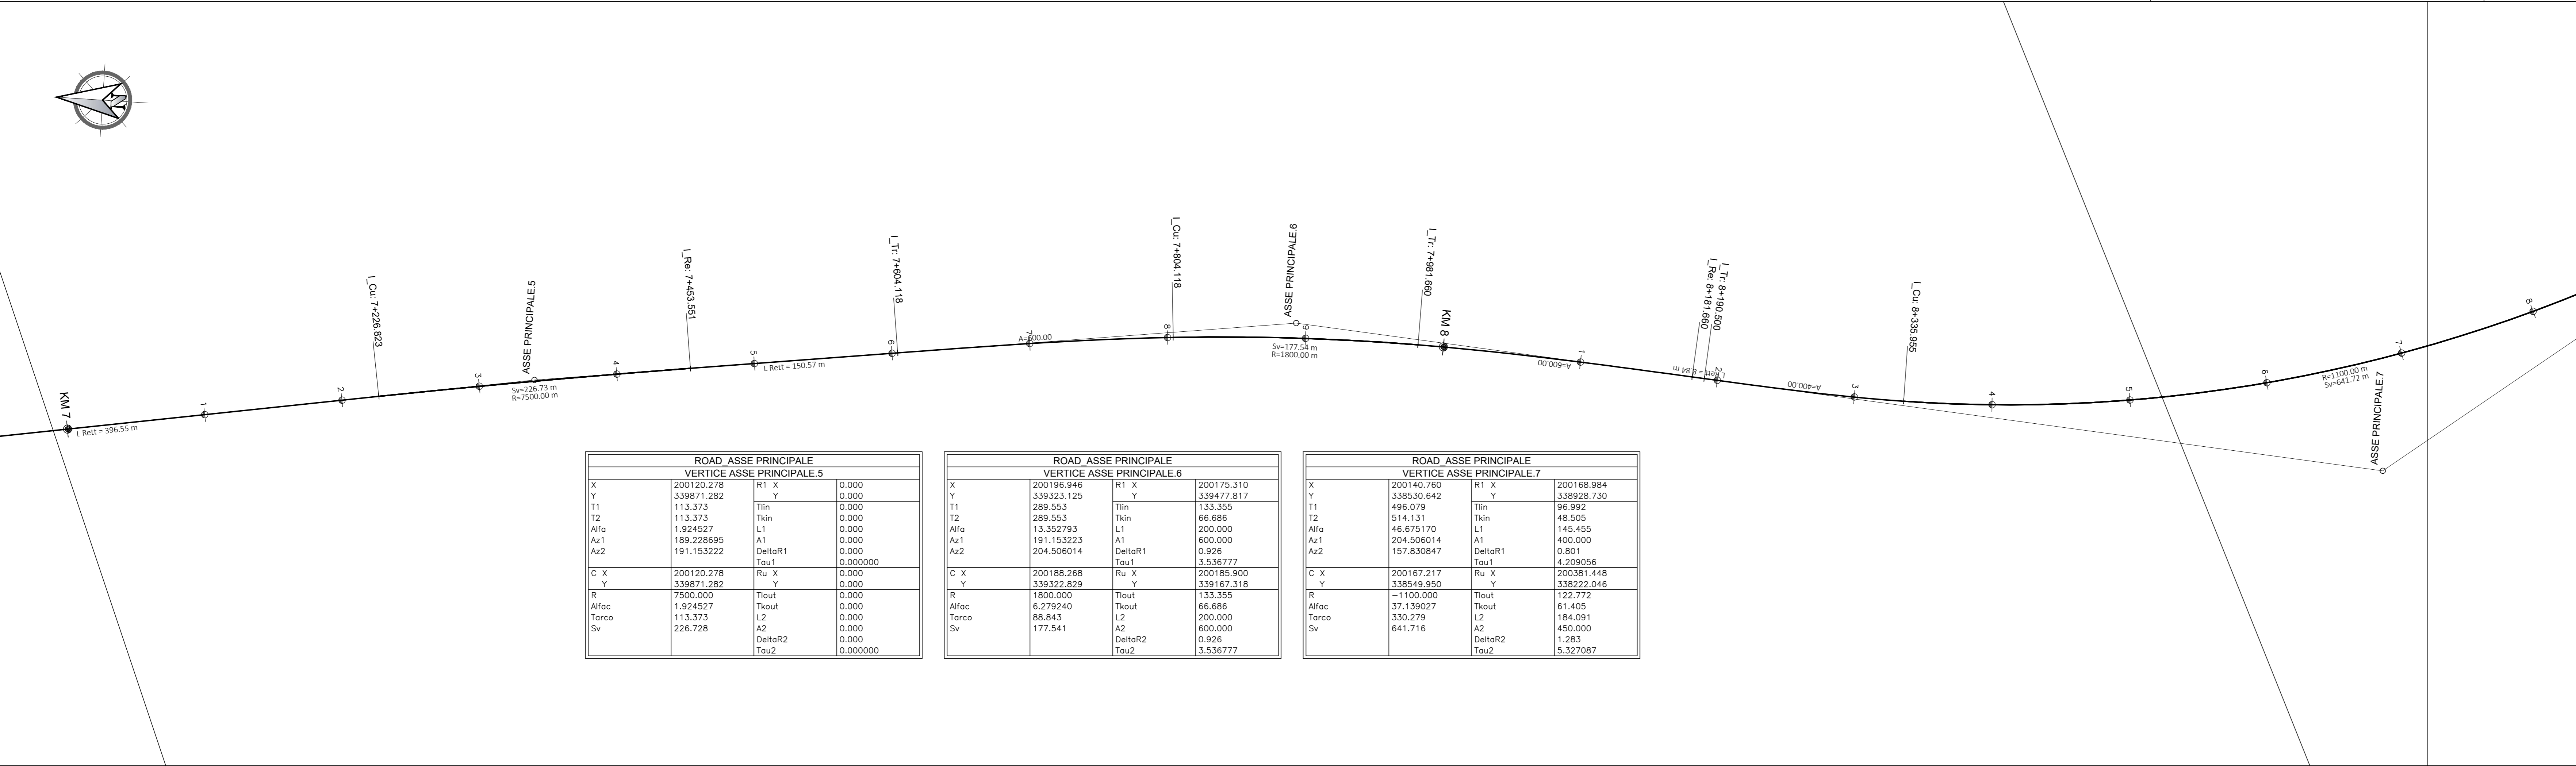 N
KM 7
L Rett = 396.55 m
1
2
I_Cu: 7+226.823
3
ASSE PRINCIPALE.5
Sv=226.73 m
R=7500.00 m
4
I_Re: 7+453.551
5
L Rett = 150.57 m
6
I_Tr: 7+604.118
7
A=600.00
8
I_Cu: 7+804.118
ASSE PRINCIPALE.6
9
Sv=177.54 m
R=1800.00 m
I_Tr: 7+981.660
KM 8
1
A=600.00
I_Tr: 8+190.500
I_Re: 8+181.660
2
L Rett = 8.84 m
A=400.00
3
I_Cu: 8+335.955
4
5
6
R=1100.00 m
Sv=641.72 m
7
ASSE PRINCIPALE.7
8
ROAD_ASSE PRINCIPALE
VERTICE ASSE PRINCIPALE.5
X 200120.278 R1 X 0.000
Y 339871.282 Y 0.000
T1 113.373 Tlin 0.000
T2 113.373 Tkin 0.000
Alfa 1.924527 L1 0.000
Az1 189.228695 A1 0.000
Az2 191.153222 DeltaR1 0.000
Tau1 0.000000
C X 200120.278 Ru X 0.000
Y 339871.282 Y 0.000
R 7500.000 Tlout 0.000
Alfac 1.924527 Tkout 0.000
Tarco 113.373 L2 0.000
Sv 226.728 A2 0.000
DeltaR2 0.000
Tau2 0.000000
ROAD_ASSE PRINCIPALE
VERTICE ASSE PRINCIPALE.6
X 200196.946 R1 X 200175.310
Y 339323.125 Y 339477.817
T1 289.553 Tlin 133.355
T2 289.553 Tkin 66.686
Alfa 13.352793 L1 200.000
Az1 191.153223 A1 600.000
Az2 204.506014 DeltaR1 0.926
Tau1 3.536777
C X 200188.268 Ru X 200185.900
Y 339322.829 Y 339167.318
R 1800.000 Tlout 133.355
Alfac 6.279240 Tkout 66.686
Tarco 88.843 L2 200.000
Sv 177.541 A2 600.000
DeltaR2 0.926
Tau2 3.536777
ROAD_ASSE PRINCIPALE
VERTICE ASSE PRINCIPALE.7
X 200140.760 R1 X 200168.984
Y 338530.642 Y 338928.730
T1 496.079 Tlin 96.992
T2 514.131 Tkin 48.505
Alfa 46.675170 L1 145.455
Az1 204.506014 A1 400.000
Az2 157.830847 DeltaR1 0.801
Tau1 4.209056
C X 200167.217 Ru X 200381.448
Y 338549.950 Y 338222.046
R −1100.000 Tlout 122.772
Alfac 37.139027 Tkout 61.405
Tarco 330.279 L2 184.091
Sv 641.716 A2 450.000
DeltaR2 1.283
Tau2 5.327087